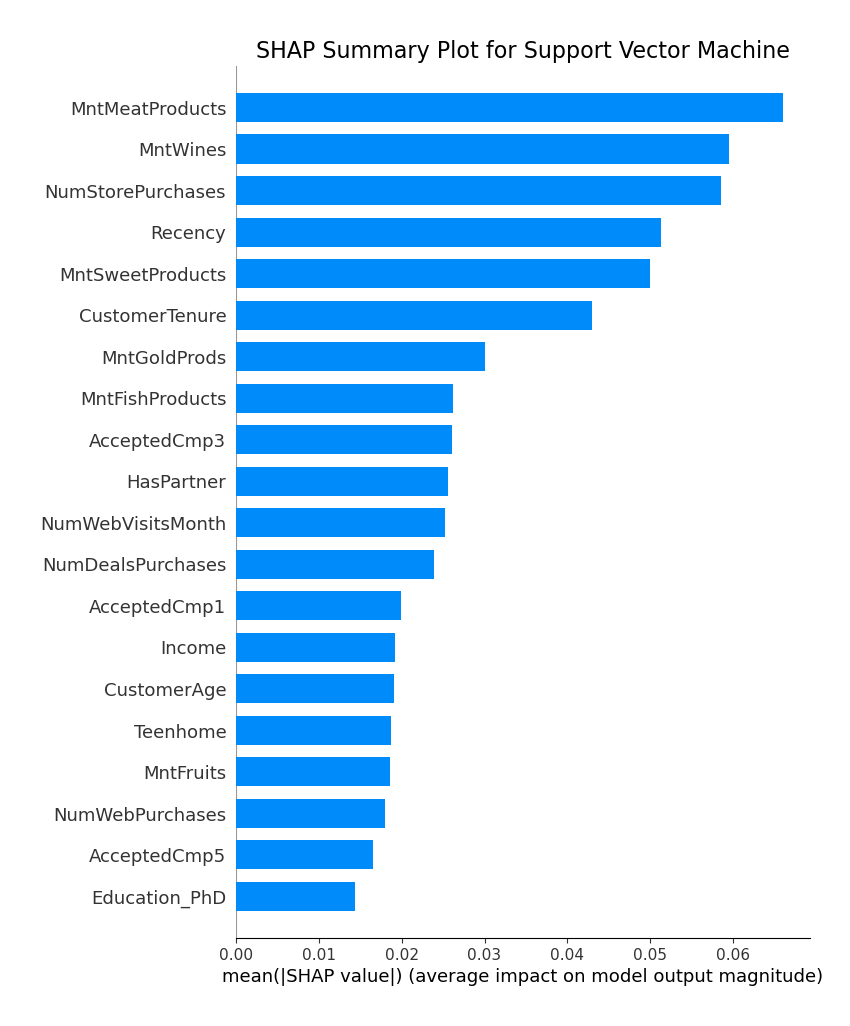 SHAP Summary Plot for Support Vector Machine
MntMeatProducts
MntWines
NumStorePurchases
Recency
MntSweetProducts
CustomerTenure
MntGoldProds
MntFishProducts
AcceptedCmp3
HasPartner
NumWebVisitsMonth
NumDealsPurchases
AcceptedCmp1
Income
CustomerAge
Teenhome
MntFruits
NumWebPurchases
AcceptedCmp5
Education_PhD
0.00 0.01 0.02 0.03 0.04 0.05 0.06
mean(|SHAP value|) (average impact on model output magnitude)